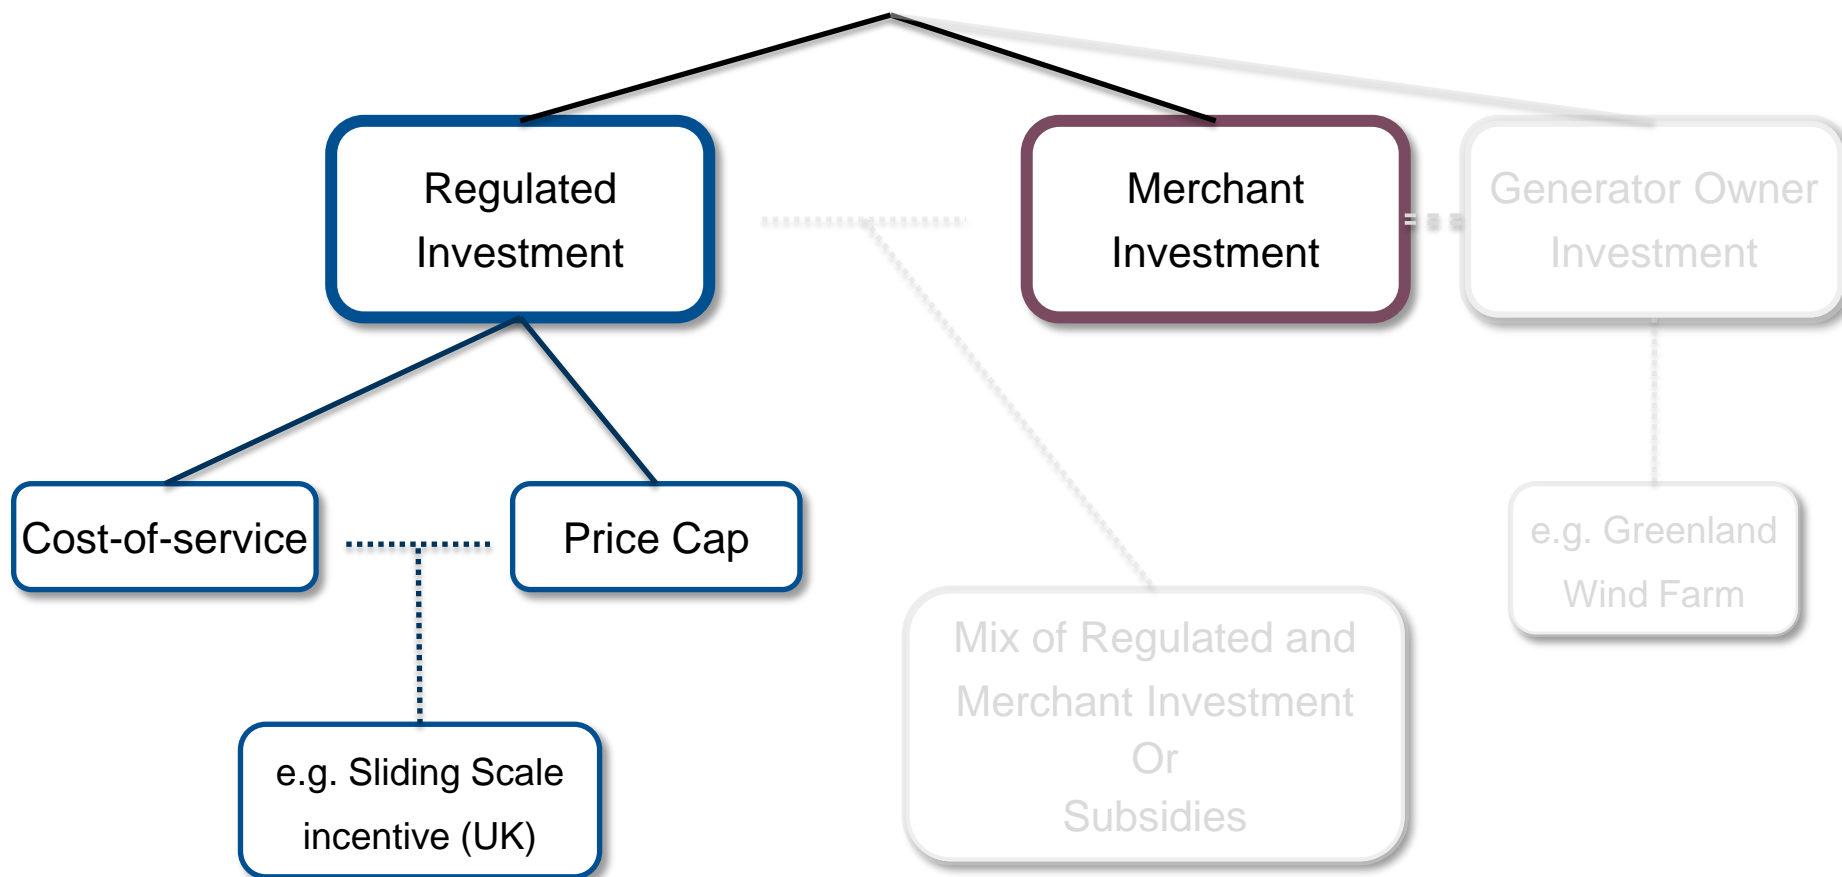 Regulated
Investment
Merchant
Investment
Generator Owner
Investment
Cost-of-service
Price Cap
e.g. Greenland
Wind Farm
Mix of Regulated and
Merchant Investment
Or
Subsidies
e.g. Sliding Scale
incentive (UK)